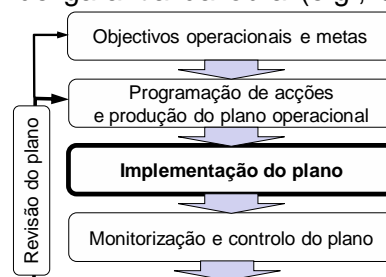 Objectivos operacionais e metas
Programação de acções
e produção do plano operacional
Implementação do plano
Monitorização e controlo do plano
Revisão do plano